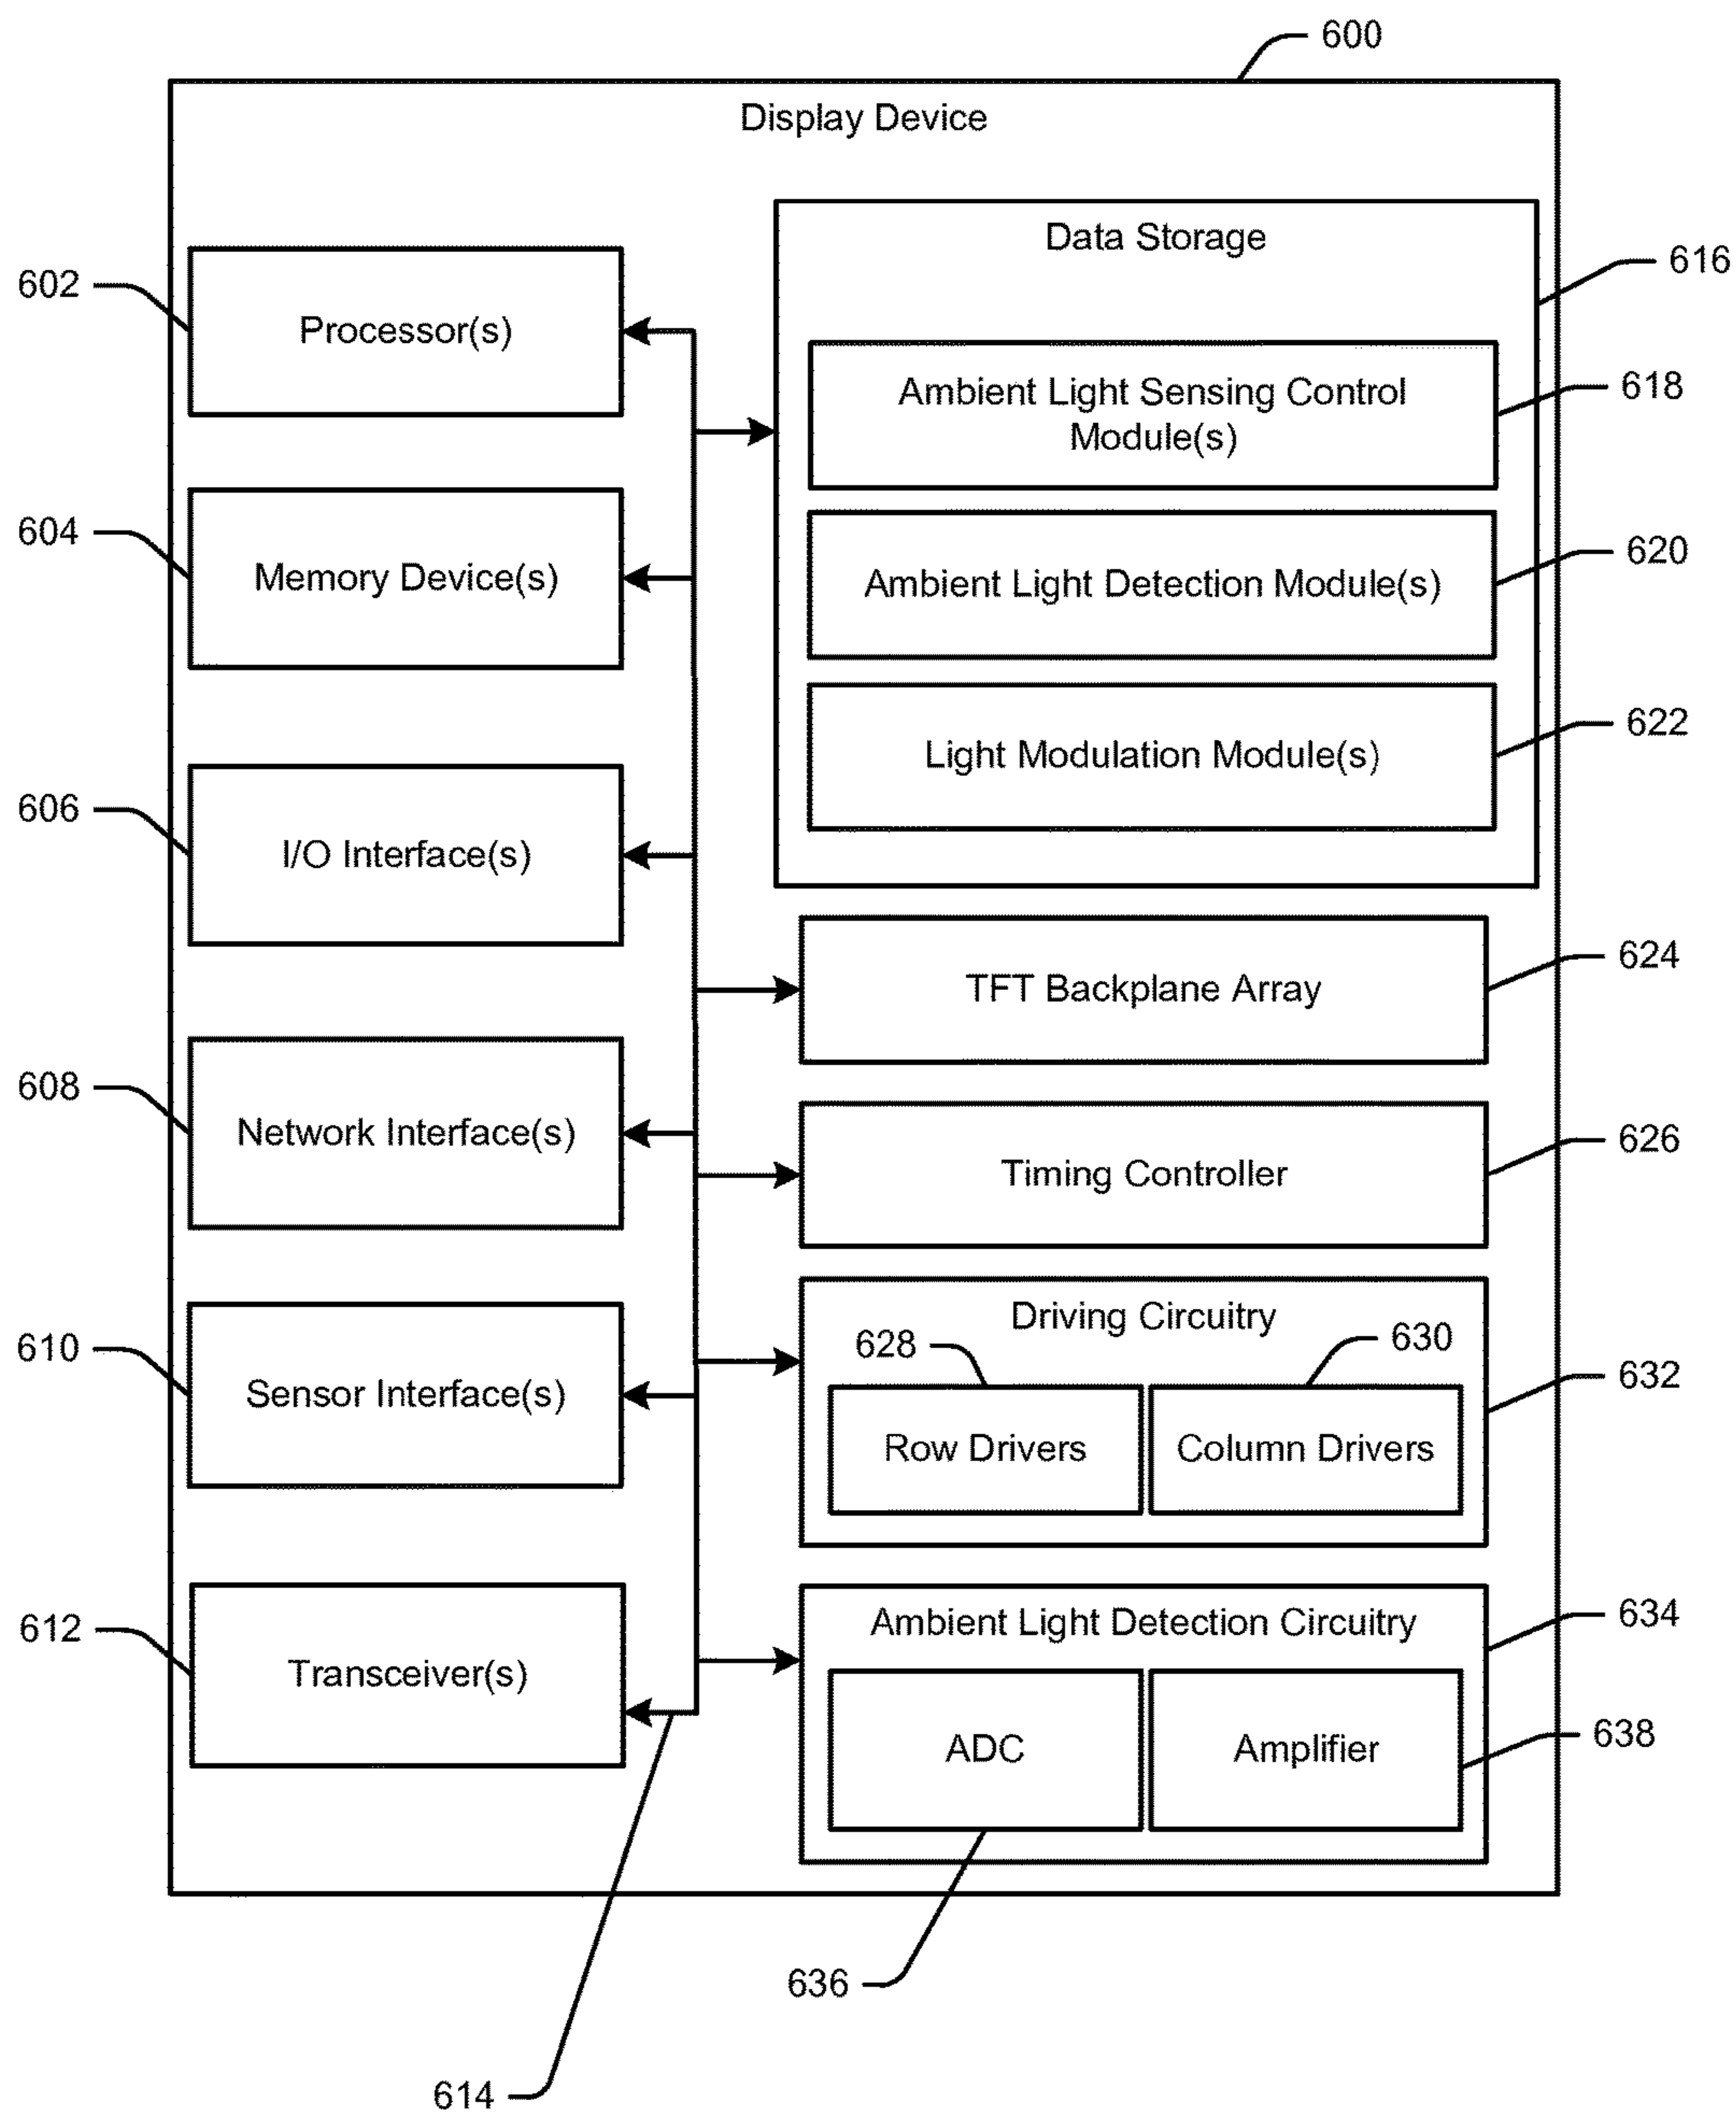 600
Display Device
Data Storage
616
602
Processor(s)
Ambient Light Sensing Control
Module(s)
618
604
Memory Device(s)
Ambient Light Detection Module(s)
620
Light Modulation Module(s)
622
606
I/O Interface(s)
TFT Backplane Array
624
608
Network Interface(s)
Timing Controller
626
610
Sensor Interface(s)
Driving Circuitry
628
630
632
Row Drivers
Column Drivers
612
Transceiver(s)
Ambient Light Detection Circuitry
634
ADC
Amplifier
638
636
614